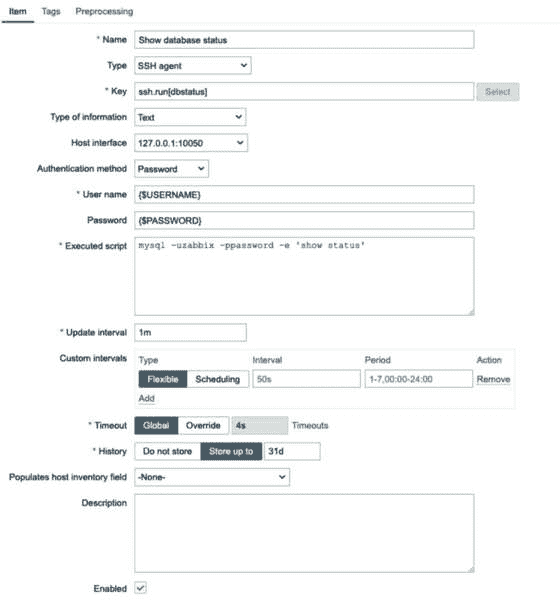 Item Tags Preprocessing
* Name Show database status
Type SSH agent
* Key ssh.run[dbstatus] Select
Type of information Text
Host interface 127.0.0.1:10050
Authentication method Password
* User name {$USERNAME}
Password {$PASSWORD}
* Executed script mysql -uzabbix -ppassword -e 'show status'
* Update interval 1m
Custom intervals Type Interval Period Action
Flexible Scheduling 50s 1-7,00:00-24:00 Remove
Add
* Timeout Global Override 4s Timeouts
* History Do not store Store up to 31d
Populates host inventory field -None-
Description
Enabled